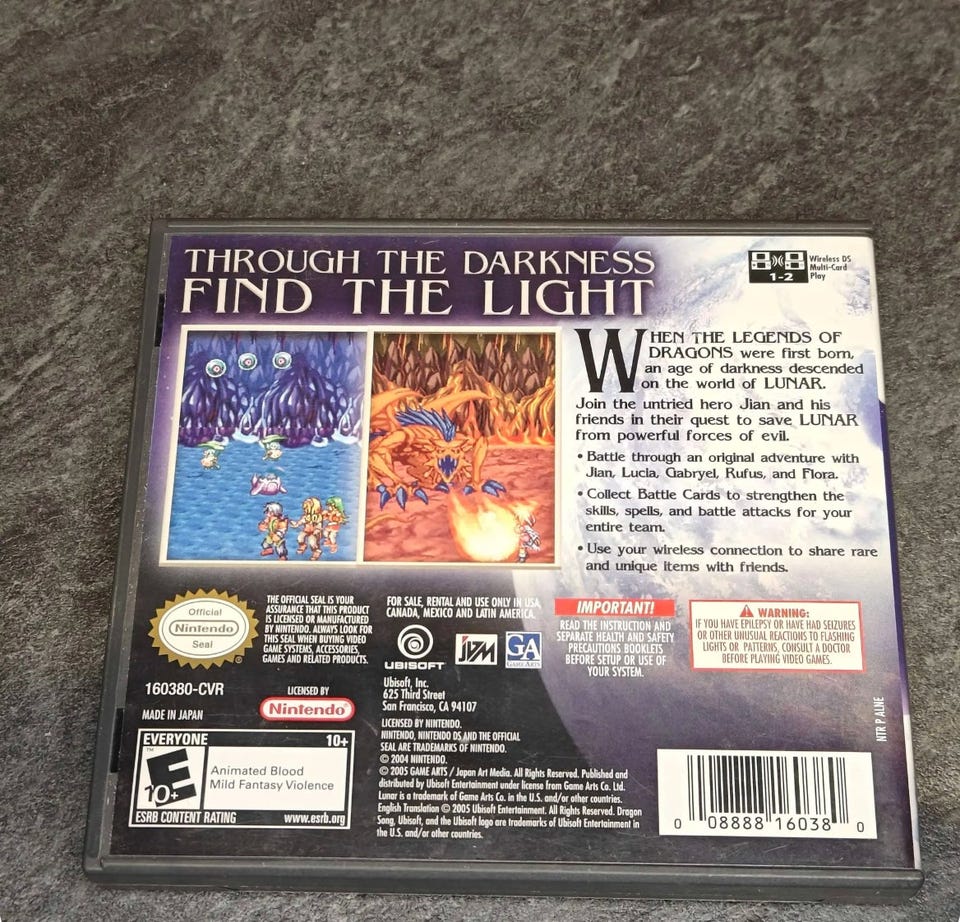 THROUGH THE DARKNESS
FIND THE LIGHT
1-2
Wireless DS
Multi-Card
Play
WHEN THE LEGENDS OF
DRAGONS were first born,
an age of darkness descended
on the world of LUNAR.
Join the untried hero Jian and his
friends in their quest to save LUNAR
from powerful forces of evil.
• Battle through an original adventure with
Jian, Lucia, Gabryel, Rufus, and Flora.
• Collect Battle Cards to strengthen the
skills, spells, and battle attacks for your
entire team.
• Use your wireless connection to share rare
and unique items with friends.
Official
Nintendo
Seal
®
THE OFFICIAL SEAL IS YOUR
ASSURANCE THAT THIS PRODUCT
IS LICENSED OR MANUFACTURED
BY NINTENDO. ALWAYS LOOK FOR
THIS SEAL WHEN BUYING VIDEO
GAME SYSTEMS, ACCESSORIES,
GAMES AND RELATED PRODUCTS.
FOR SALE, RENTAL AND USE ONLY IN USA,
CANADA, MEXICO AND LATIN AMERICA.
UBISOFT
JVM
GA
GAME ARTS
IMPORTANT!
READ THE INSTRUCTION AND
SEPARATE HEALTH AND SAFETY
PRECAUTIONS BOOKLETS
BEFORE SETUP OR USE OF
YOUR SYSTEM.
WARNING:
IF YOU HAVE EPILEPSY OR HAVE HAD SEIZURES
OR OTHER UNUSUAL REACTIONS TO FLASHING
LIGHTS OR PATTERNS, CONSULT A DOCTOR
BEFORE PLAYING VIDEO GAMES.
160380-CVR
MADE IN JAPAN
LICENSED BY
Nintendo
Ubisoft, Inc.
625 Third Street
San Francisco, CA 94107
LICENSED BY NINTENDO.
NINTENDO, NINTENDO DS AND THE OFFICIAL
SEAL ARE TRADEMARKS OF NINTENDO.
© 2004 NINTENDO.
© 2005 GAME ARTS / Japan Art Media. All Rights Reserved. Published and
distributed by Ubisoft Entertainment under license from Game Arts Co. Ltd.
Lunar is a trademark of Game Arts Co. in the U.S. and/or other countries.
English Translation © 2005 Ubisoft Entertainment. All Rights Reserved. Dragon
Song, Ubisoft, and the Ubisoft logo are trademarks of Ubisoft Entertainment in
the U.S. and/or other countries.
EVERYONE 10+
E
10+
Animated Blood
Mild Fantasy Violence
ESRB CONTENT RATING www.esrb.org
NTR P ALNE
0 08888 16038 0